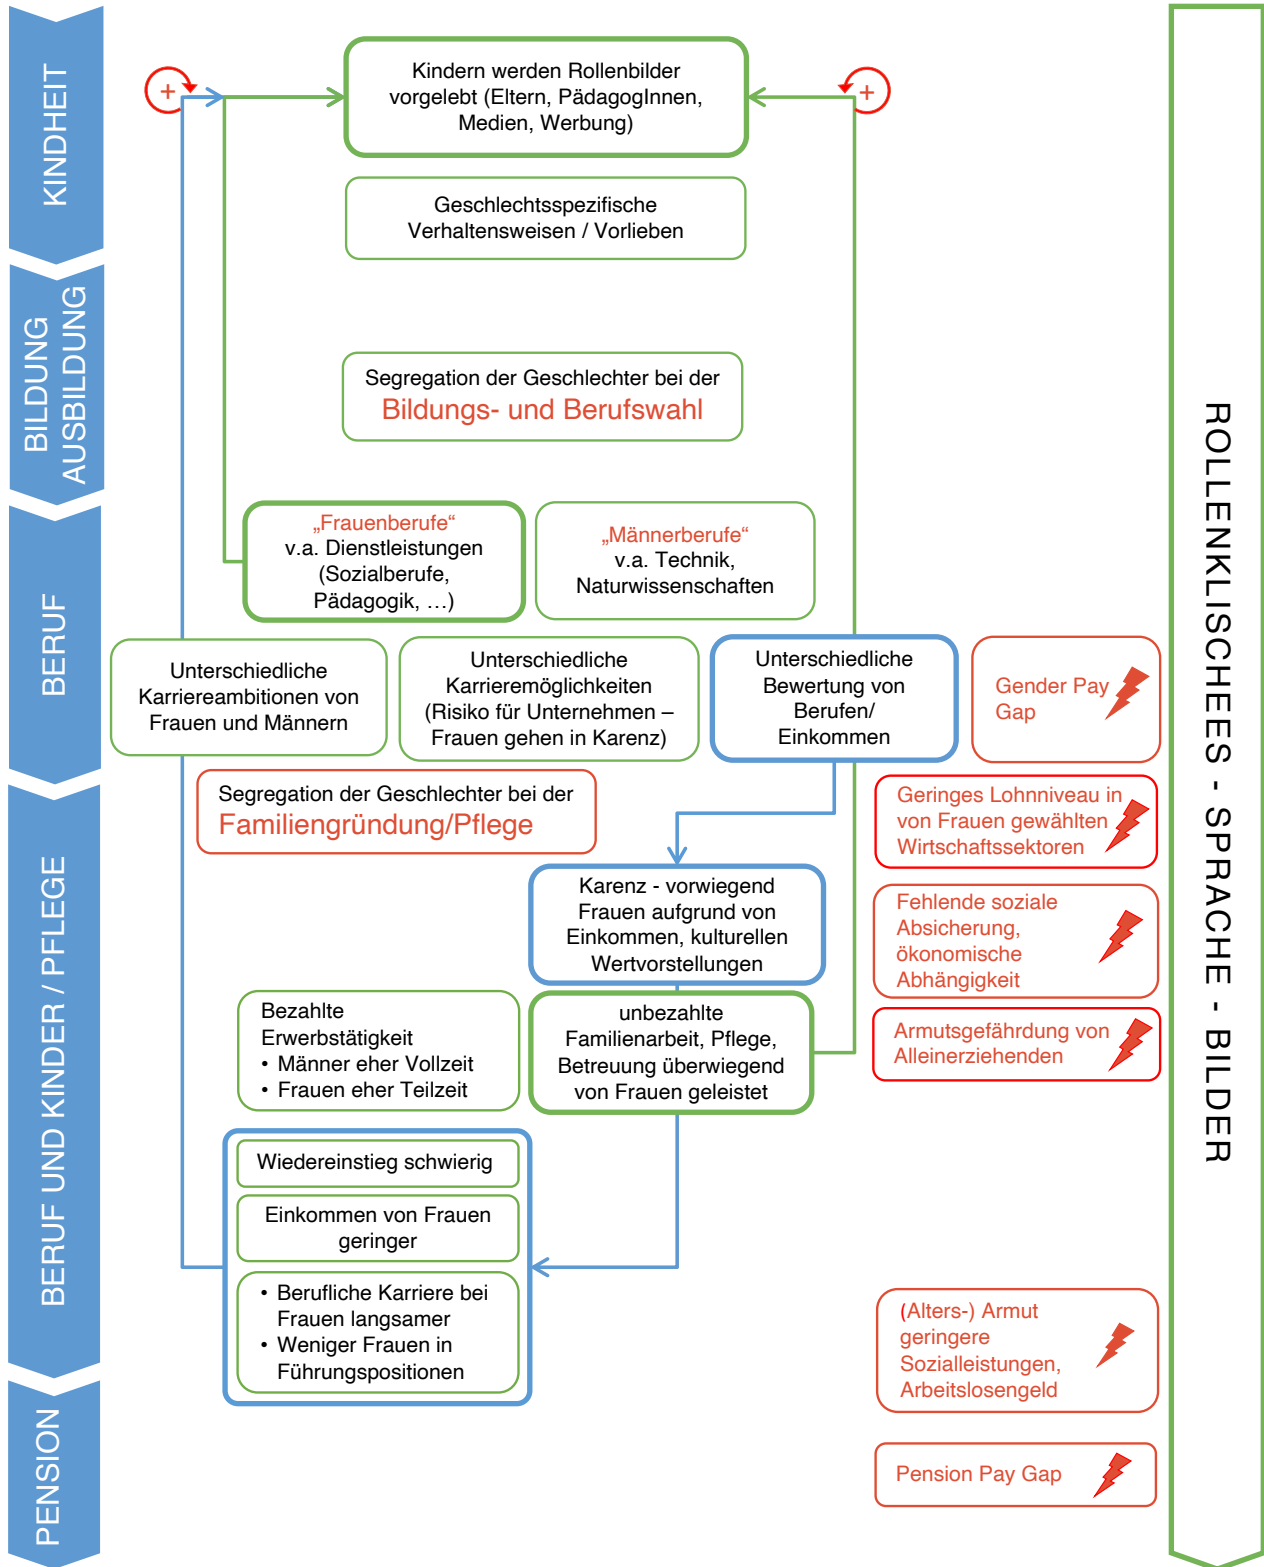 KINDHEIT
+
Kindern werden Rollenbilder
vorgelebt (Eltern, PädagogInnen,
Medien, Werbung)
+
Geschlechtsspezifische
Verhaltensweisen / Vorlieben
BILDUNG
AUSBILDUNG
Segregation der Geschlechter bei der
Bildungs- und Berufswahl
BERUF
„Frauenberufe“
v.a. Dienstleistungen
(Sozialberufe,
Pädagogik, …)
„Männerberufe“
v.a. Technik,
Naturwissenschaften
Unterschiedliche
Karriereambitionen von
Frauen und Männern
Unterschiedliche
Karrieremöglichkeiten
(Risiko für Unternehmen –
Frauen gehen in Karenz)
Unterschiedliche
Bewertung von
Berufen/
Einkommen
Gender Pay
Gap
BERUF UND KINDER / PFLEGE
Segregation der Geschlechter bei der
Familiengründung/Pflege
Geringes Lohnniveau in
von Frauen gewählten
Wirtschaftssektoren
Karenz - vorwiegend
Frauen aufgrund von
Einkommen, kulturellen
Wertvorstellungen
Fehlende soziale
Absicherung,
ökonomische
Abhängigkeit
Bezahlte
Erwerbstätigkeit
• Männer eher Vollzeit
• Frauen eher Teilzeit
unbezahlte
Familienarbeit, Pflege,
Betreuung überwiegend
von Frauen geleistet
Armutsgefährdung von
Alleinerziehenden
Wiedereinstieg schwierig
Einkommen von Frauen
geringer
• Berufliche Karriere bei
Frauen langsamer
• Weniger Frauen in
Führungspositionen
(Alters-) Armut
geringere
Sozialleistungen,
Arbeitslosengeld
PENSION
Pension Pay Gap
ROLLENKLISCHEES - SPRACHE - BILDER